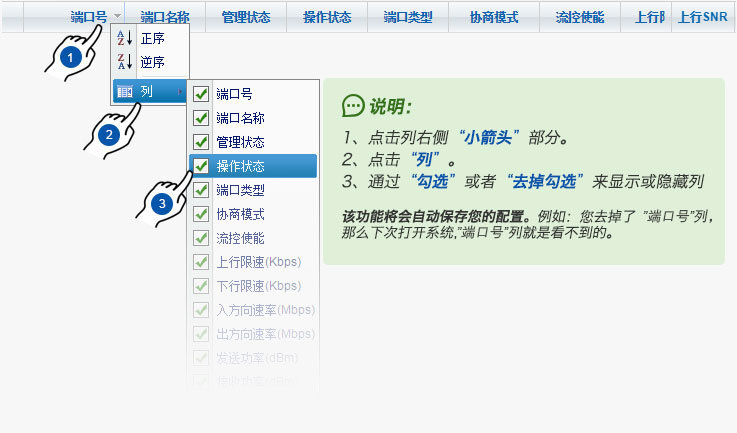 端口号 端口名称 管理状态 操作状态 端口类型 协商模式 流控使能 上行 上行SNR
正序
逆序
列
1
2
3
端口号
端口名称
管理状态
操作状态
端口类型
协商模式
流控使能
上行限速(Kbps)
下行限速(Kbps)
入方向速率(Mbps)
出方向速率(Mbps)
发送功率(dBm)
接收功率(dBm)
说明：
1、点击列右侧“小箭头”部分。
2、点击“列”。
3、通过“勾选”或者“去掉勾选”来显示或隐藏列
该功能将会自动保存您的配置。例如：您去掉了 "端口号"列，
那么下次打开系统,"端口号"列就是看不到的。